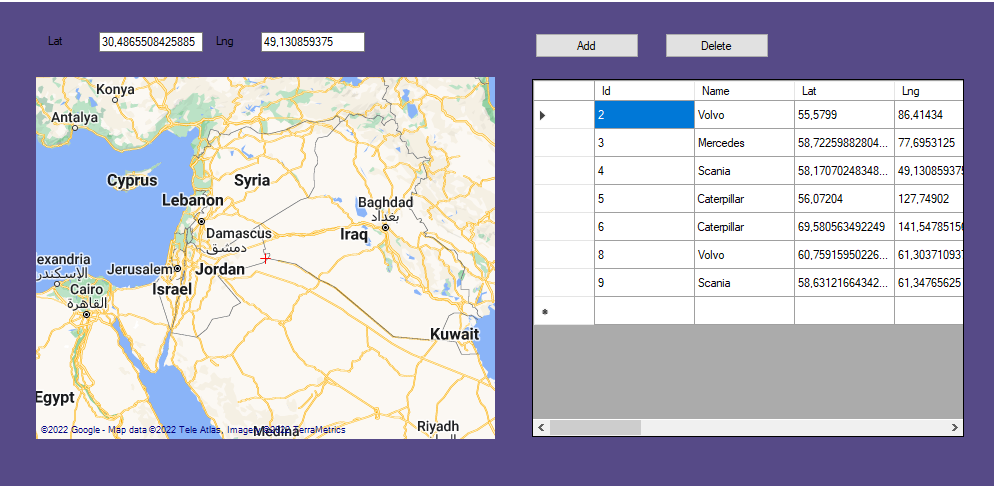 Lat 30,4865508425885 Lng 49,130859375
Add Delete
Konya
Antalya
Cyprus
Syria
Lebanon
Baghdad
بغداد
Damascus
دمشق
Iraq
exandria
الإسكند
Jerusalem
Jordan
Cairo
القاهرة
Israel
Kuwait
Egypt
Riyadh
Medina
©2022 Google - Map data ©2022 Tele Atlas, Imagery ©2022 TerraMetrics
Id Name Lat Lng
2 Volvo 55,5799 86,41434
3 Mercedes 58,72259882804... 77,6953125
4 Scania 58,17070248348... 49,130859375
5 Caterpillar 56,07204 127,74902
6 Caterpillar 69,580563492249 141,54785156
8 Volvo 60,75915950226... 61,303710937
9 Scania 58,63121664342... 61,34765625